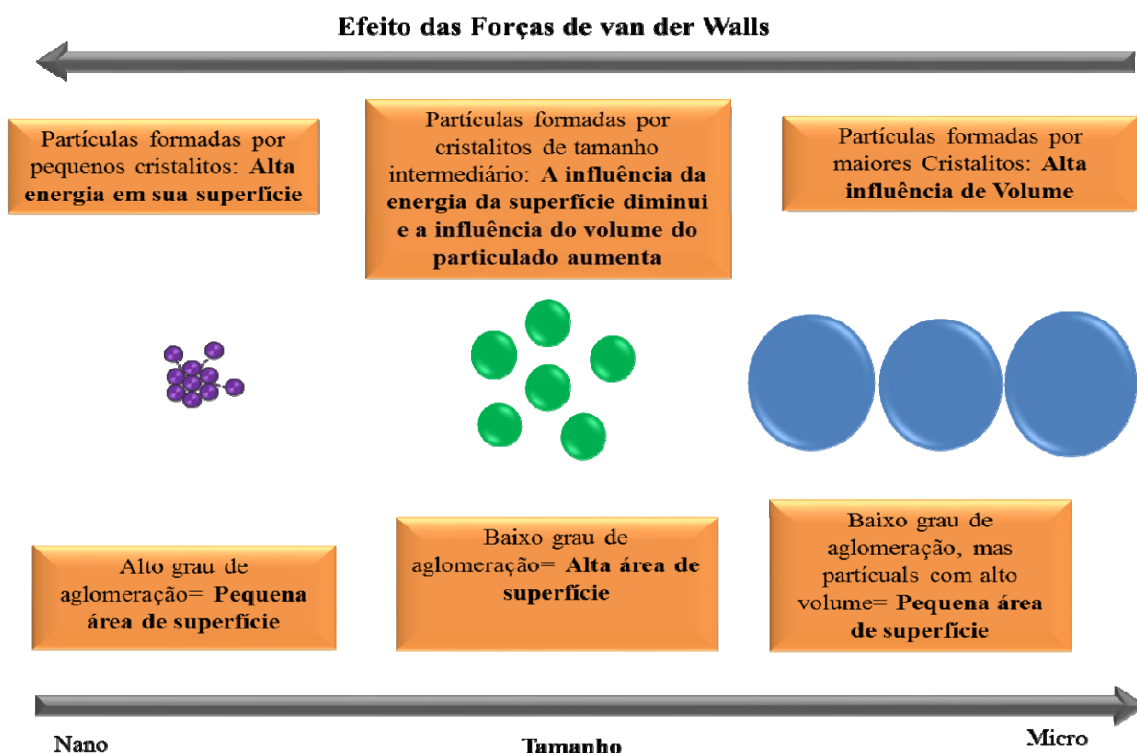 Efeito das Forças de van der Walls
Partículas formadas por
pequenos cristalitos: Alta
energia em sua superfície
Partículas formadas por
cristalitos de tamanho
intermediário: A influência da
energia da superfície diminui
e a influência do volume do
particulado aumenta
Partículas formadas por
maiores Cristalitos: Alta
influência de Volume
Alto grau de
aglomeração= Pequena
área de superfície
Baixo grau de
aglomeração= Alta área de
superfície
Baixo grau de
aglomeração, mas
partícuals com alto
volume= Pequena área
de superfície
Nano
Tamanho
Micro